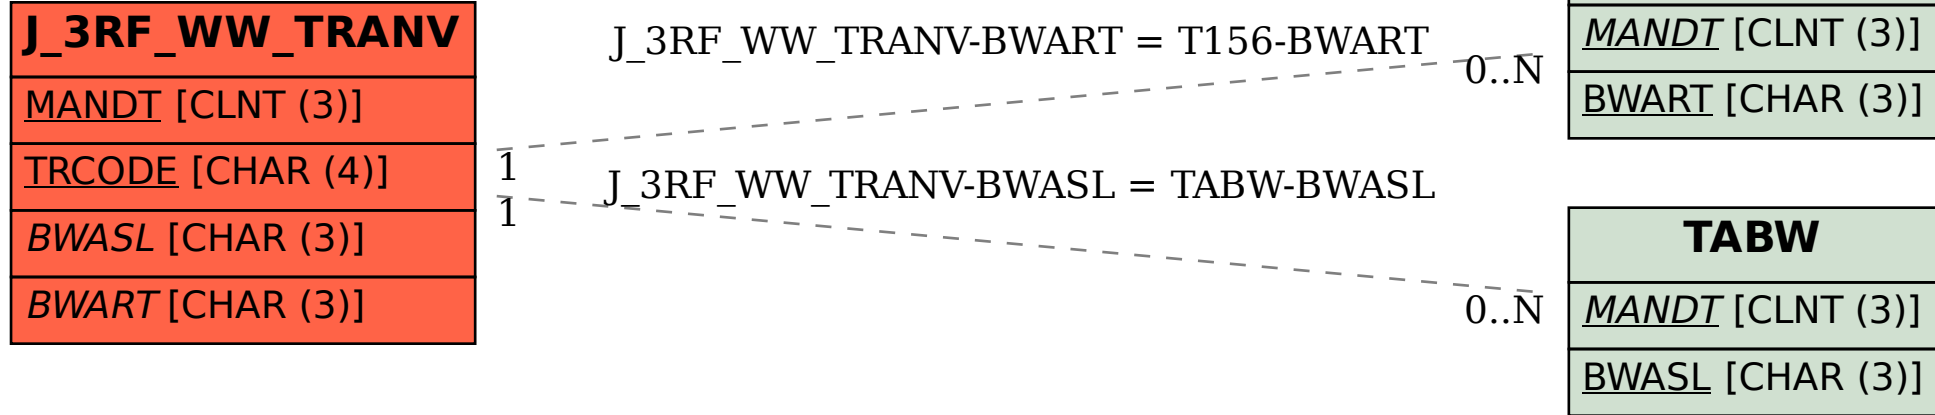 J_3RF_WW_TRANV
MANDT [CLNT (3)]
TRCODE [CHAR (4)]
BWASL [CHAR (3)]
BWART [CHAR (3)]
J_3RF_WW_TRANV-BWART = T156-BWART
0..N
1
J_3RF_WW_TRANV-BWASL = TABW-BWASL
1
0..N
MANDT [CLNT (3)]
BWART [CHAR (3)]
TABW
MANDT [CLNT (3)]
BWASL [CHAR (3)]